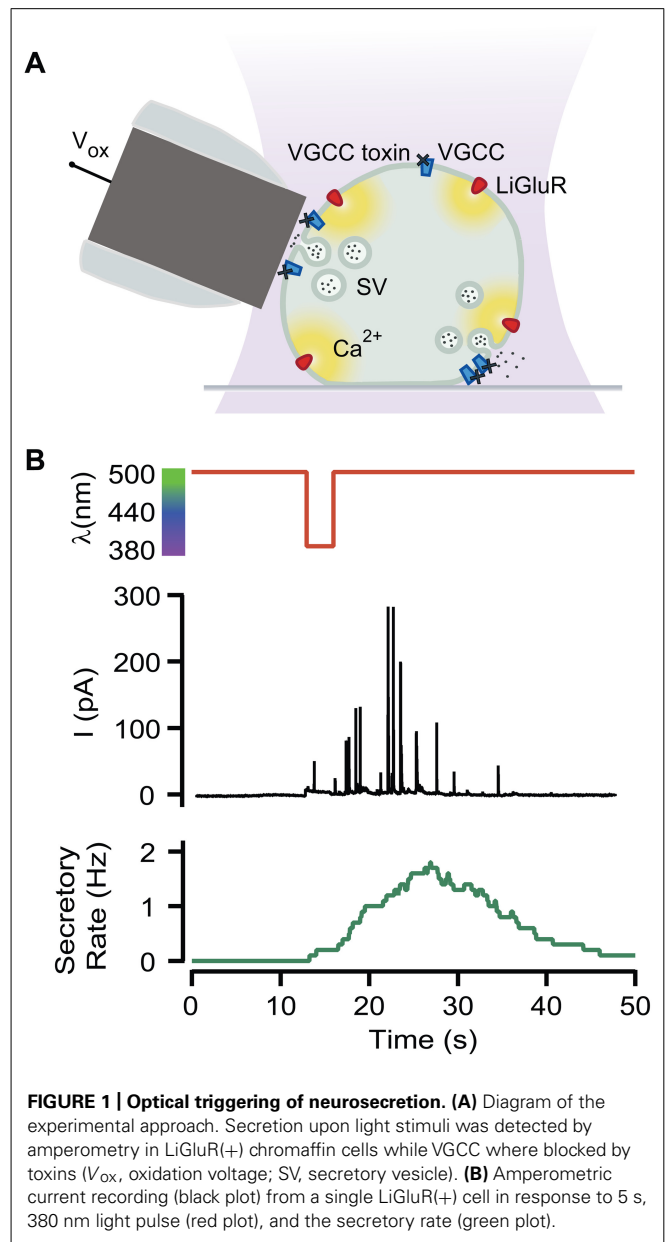 A
V_ox
VGCC toxin
VGCC
LiGluR
SV
Ca²⁺
B
λ(nm)
500
440
380
I (pA)
300
200
100
0
Secretory
Rate (Hz)
2
1
0
0 10 20 30 40 50
Time (s)
FIGURE 1 | Optical triggering of neurosecretion. (A) Diagram of the
experimental approach. Secretion upon light stimuli was detected by
amperometry in LiGluR(+) chromaffin cells while VGCC where blocked by
toxins (V_ox, oxidation voltage; SV, secretory vesicle). (B) Amperometric
current recording (black plot) from a single LiGluR(+) cell in response to 5 s,
380 nm light pulse (red plot), and the secretory rate (green plot).